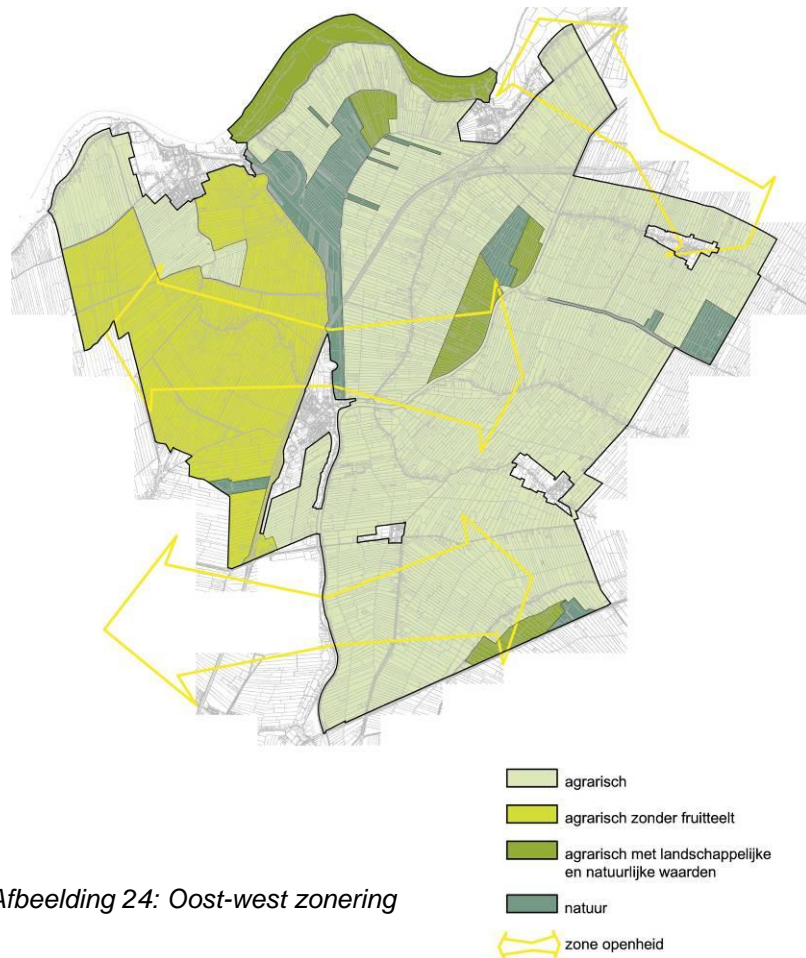 agrarisch
agrarisch zonder fruitteelt
agrarisch met landschappelijke
en natuurlijke waarden
natuur
zone openheid
Afbeelding 24: Oost-west zonering